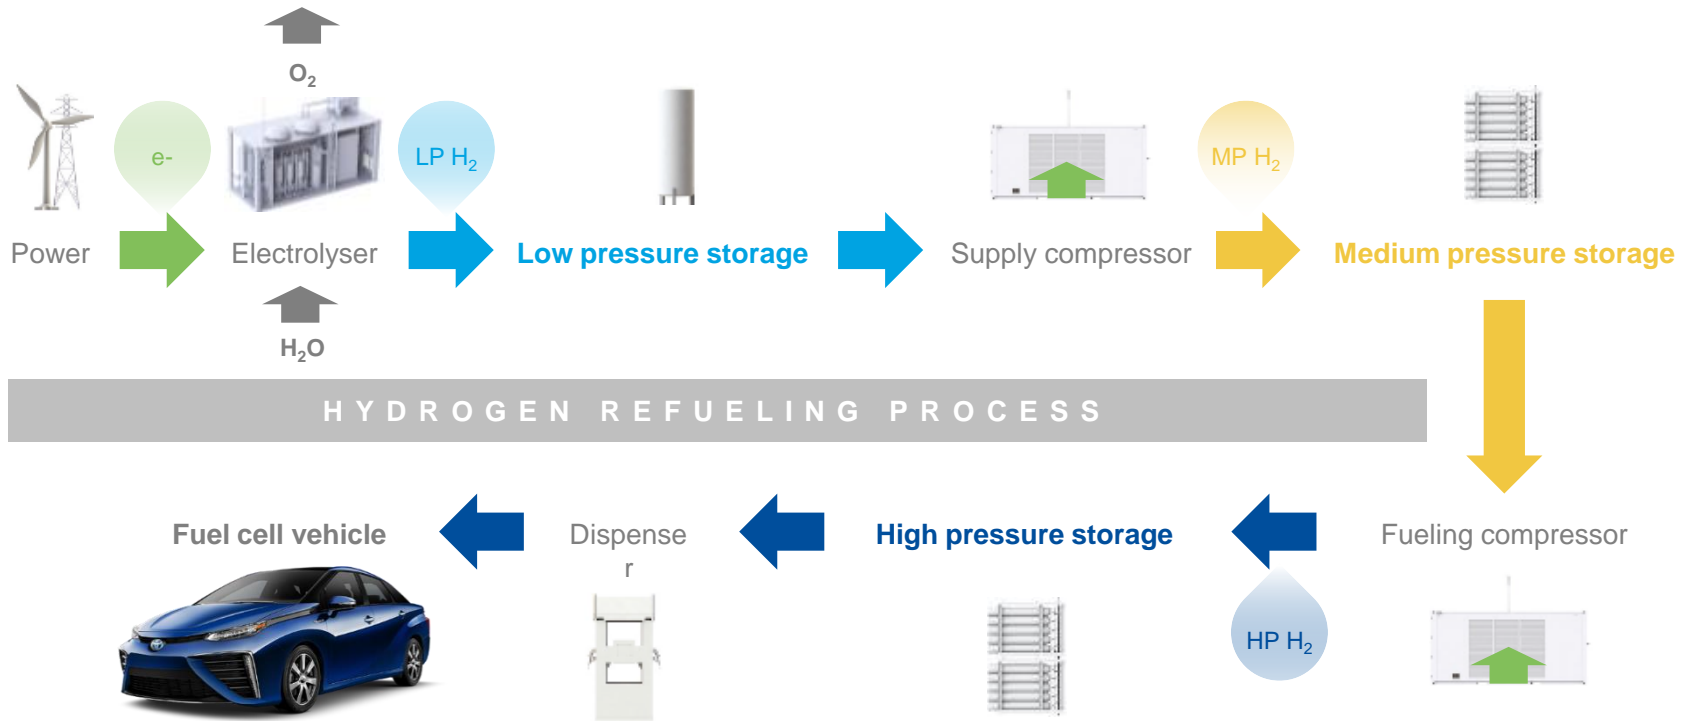 O₂
e-
LP H₂
MP H₂
Power
Electrolyser
Low pressure storage
Supply compressor
Medium pressure storage
H₂O
HYDROGEN REFUELING PROCESS
Fuel cell vehicle
Dispense
r
High pressure storage
Fueling compressor
HP H₂